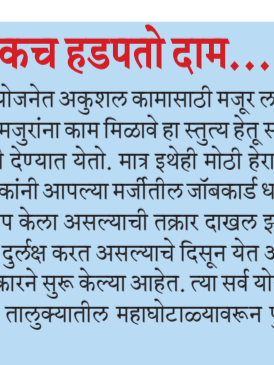 कच हडपतो दाम...
योजनेत अकुशल कामासाठी मजूर ल
मजुरांना काम मिळावे हा स्तुत्य हेतू स
देण्यात येतो. मात्र इथेही मोठी हेरा
कांनी आपल्या मर्जीतील जॉबकार्ड ध
प केला असल्याची तक्रार दाखल झ
दुर्लक्ष करत असल्याचे दिसून येत अ
कारने सुरू केल्या आहेत. त्या सर्व यो
तालुक्यातील महाघोटाळ्यावरून पु